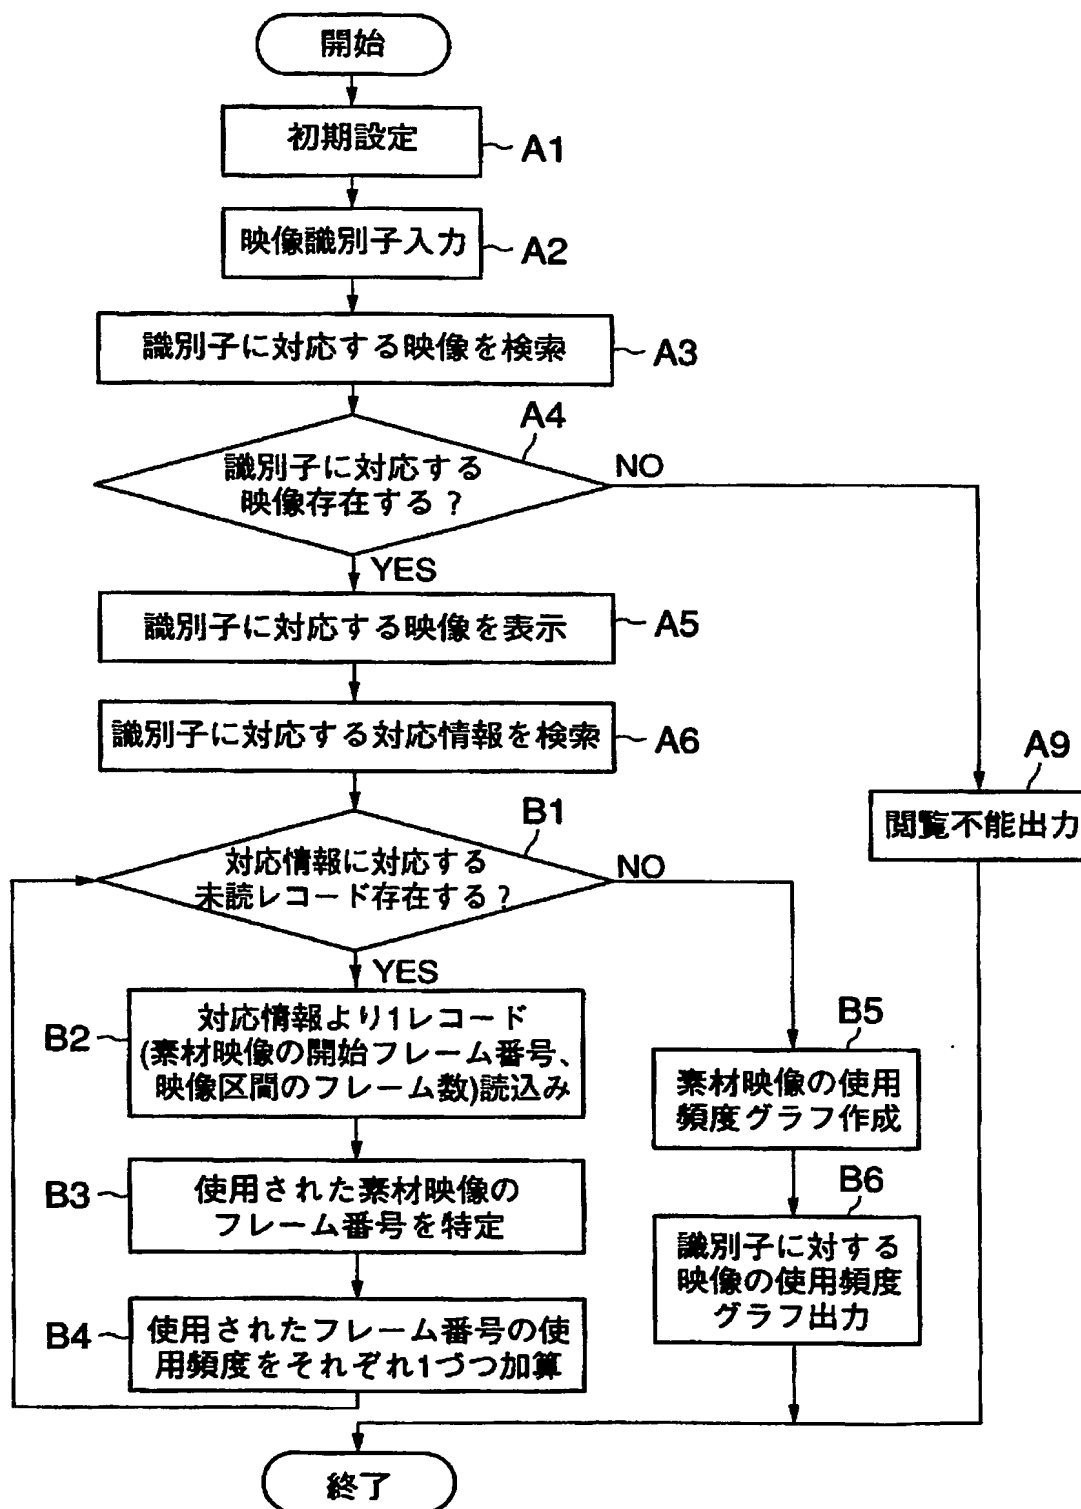 開始
初期設定
A1
映像識別子入力
A2
識別子に対応する映像を検索
A3
A4
識別子に対応する
映像存在する?
NO
YES
識別子に対応する映像を表示
A5
識別子に対応する対応情報を検索
A6
A9
閲覧不能出力
B1
対応情報に対応する
未読レコード存在する?
NO
YES
B2
対応情報より1レコード
(素材映像の開始フレーム番号、
映像区間のフレーム数)読込み
B5
素材映像の使用
頻度グラフ作成
B3
使用された素材映像の
フレーム番号を特定
B6
識別子に対する
映像の使用頻度
グラフ出力
B4
使用されたフレーム番号の使
用頻度をそれぞれ1づつ加算
終了